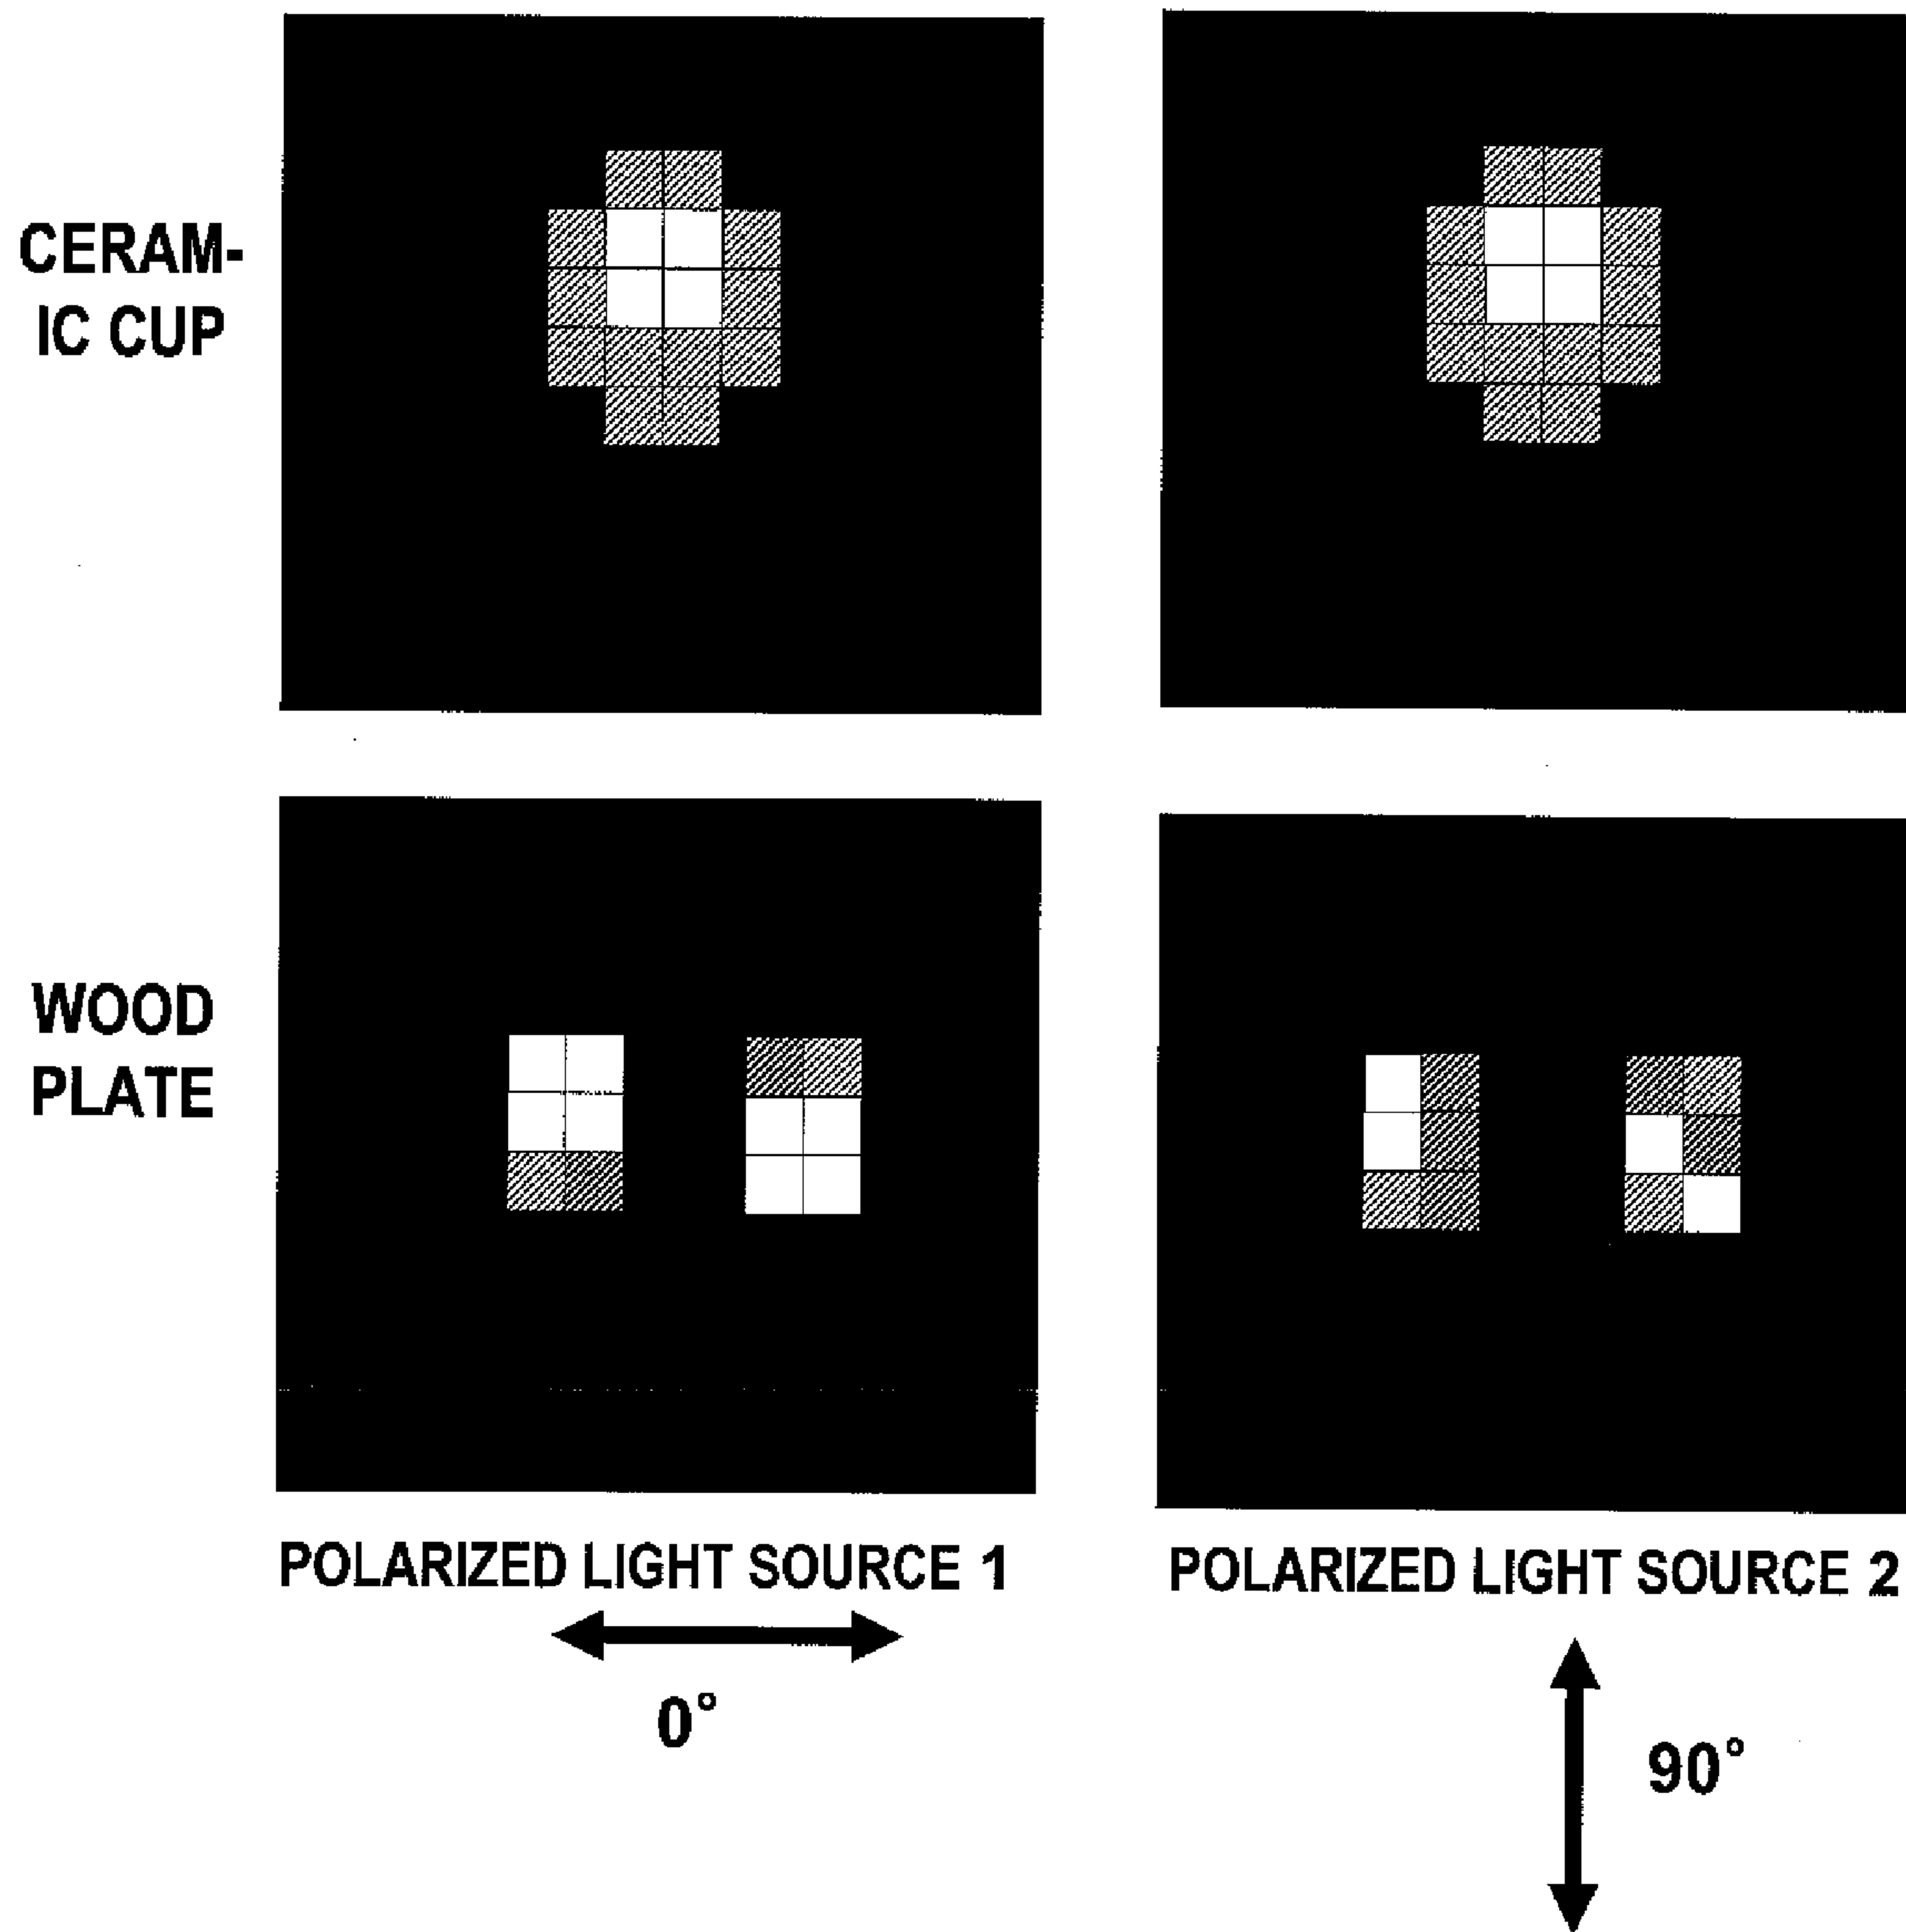 CERAM-
IC CUP
WOOD
PLATE
POLARIZED LIGHT SOURCE 1
POLARIZED LIGHT SOURCE 2
0°
90°